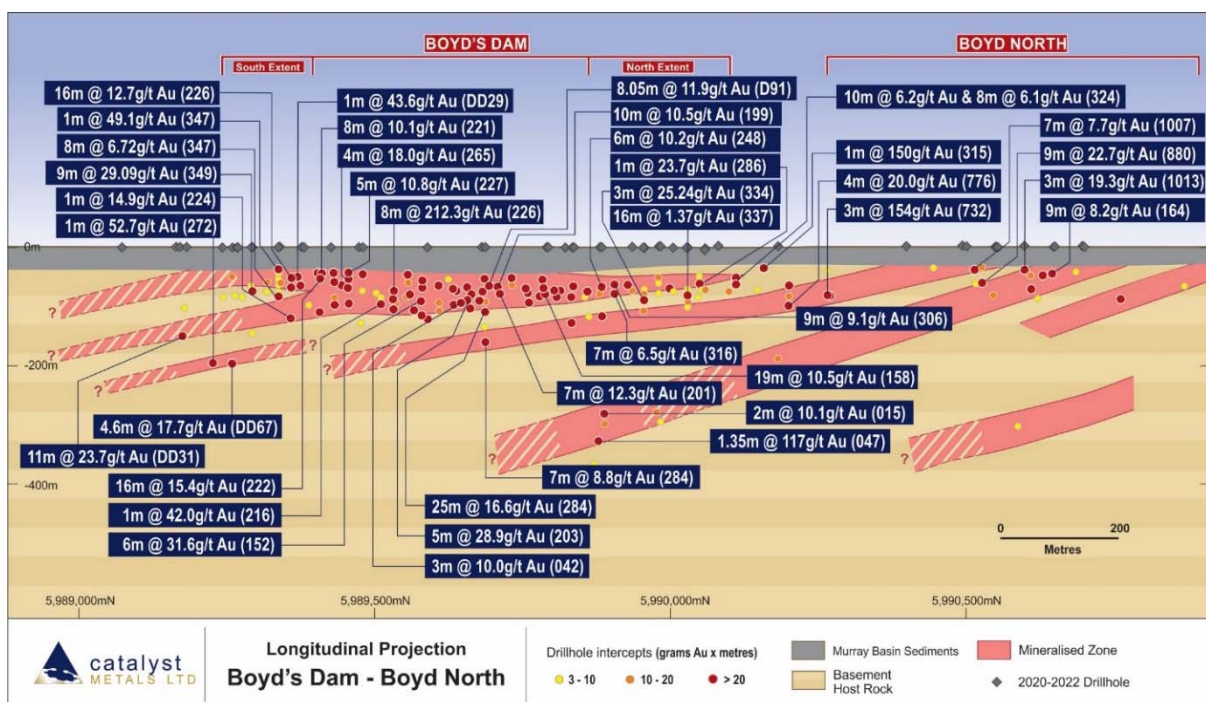 BOYD'S DAM
BOYD NORTH
South Extent
North Extent
16m @ 12.7g/t Au (226)
1m @ 49.1g/t Au (347)
8m @ 6.72g/t Au (347)
9m @ 29.09g/t Au (349)
1m @ 14.9g/t Au (224)
1m @ 52.7g/t Au (272)
1m @ 43.6g/t Au (DD29)
8m @ 10.1g/t Au (221)
4m @ 18.0g/t Au (265)
5m @ 10.8g/t Au (227)
8m @ 212.3g/t Au (226)
8.05m @ 11.9g/t Au (D91)
10m @ 10.5g/t Au (199)
6m @ 10.2g/t Au (248)
1m @ 23.7g/t Au (286)
3m @ 25.24g/t Au (334)
16m @ 1.37g/t Au (337)
10m @ 6.2g/t Au & 8m @ 6.1g/t Au (324)
1m @ 150g/t Au (315)
4m @ 20.0g/t Au (776)
3m @ 154g/t Au (732)
7m @ 7.7g/t Au (1007)
9m @ 22.7g/t Au (880)
3m @ 19.3g/t Au (1013)
9m @ 8.2g/t Au (164)
0m
-200m
-400m
?
?
?
?
?
?
9m @ 9.1g/t Au (306)
7m @ 6.5g/t Au (316)
19m @ 10.5g/t Au (158)
7m @ 12.3g/t Au (201)
2m @ 10.1g/t Au (015)
1.35m @ 117g/t Au (047)
4.6m @ 17.7g/t Au (DD67)
11m @ 23.7g/t Au (DD31)
16m @ 15.4g/t Au (222)
1m @ 42.0g/t Au (216)
6m @ 31.6g/t Au (152)
7m @ 8.8g/t Au (284)
25m @ 16.6g/t Au (284)
5m @ 28.9g/t Au (203)
3m @ 10.0g/t Au (042)
0 200
Metres
5,989,000mN
5,989,500mN
5,990,000mN
5,990,500mN
catalyst
METALS LTD
Longitudinal Projection
Boyd's Dam - Boyd North
Drillhole intercepts (grams Au x metres)
3 - 10
10 - 20
> 20
Murray Basin Sediments
Basement
Host Rock
Mineralised Zone
2020-2022 Drillhole